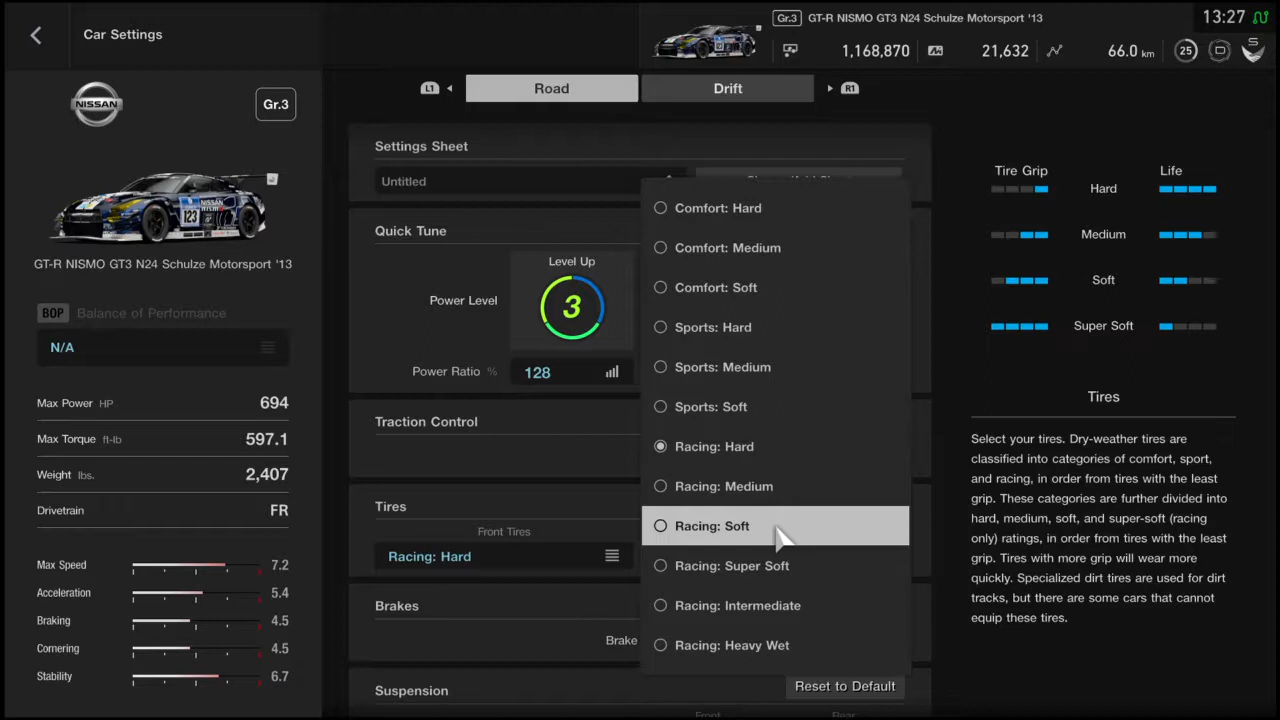 Car Settings
Gr.3 GT-R NISMO GT3 N24 Schulze Motorsport '13
13:27
1,168,870
21,632
66.0 km
25
S
NISSAN
Gr.3
123
GT-R NISMO GT3 N24 Schulze Motorsport '13
BOP Balance of Performance
N/A
Max Power HP 694
Max Torque ft-lb 597.1
Weight lbs. 2,407
Drivetrain FR
Max Speed 7.2
Acceleration 5.4
Braking 4.5
Cornering 4.5
Stability 6.7
L1 Road Drift R1
Settings Sheet
Untitled
Quick Tune
Level Up
Power Level 3
Power Ratio % 128
Traction Control
Tires
Front Tires
Racing: Hard
Brakes
Brake
Suspension
Front Rear
Comfort: Hard
Comfort: Medium
Comfort: Soft
Sports: Hard
Sports: Medium
Sports: Soft
Racing: Hard
Racing: Medium
Racing: Soft
Racing: Super Soft
Racing: Intermediate
Racing: Heavy Wet
Reset to Default
Tire Grip Life
Hard
Medium
Soft
Super Soft
Tires
Select your tires. Dry-weather tires are
classified into categories of comfort, sport,
and racing, in order from tires with the least
grip. These categories are further divided into
hard, medium, soft, and super-soft (racing
only) ratings, in order from tires with the least
grip. Tires with more grip will wear more
quickly. Specialized dirt tires are used for dirt
tracks, but there are some cars that cannot
equip these tires.